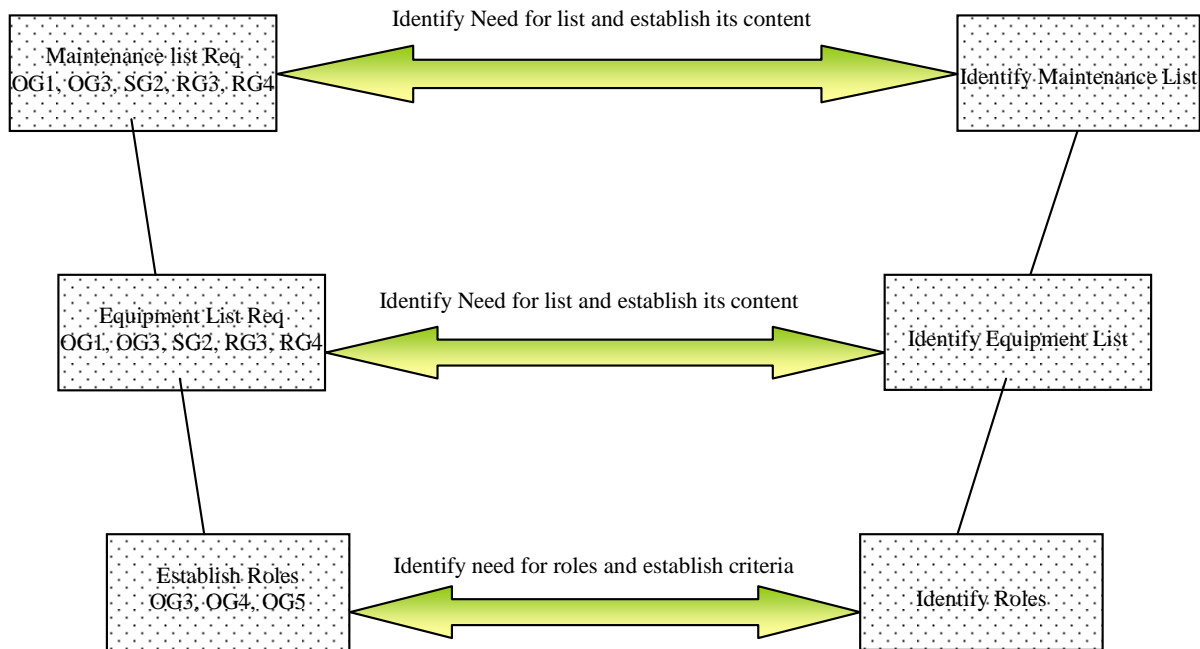 Identify Need for list and establish its content
Maintenance list Req
OG1, OG3, SG2, RG3, RG4
Identify Maintenance List
Identify Need for list and establish its content
Equipment List Req
OG1, OG3, SG2, RG3, RG4
Identify Equipment List
Identify need for roles and establish criteria
Establish Roles
OG3, OG4, OG5
Identify Roles